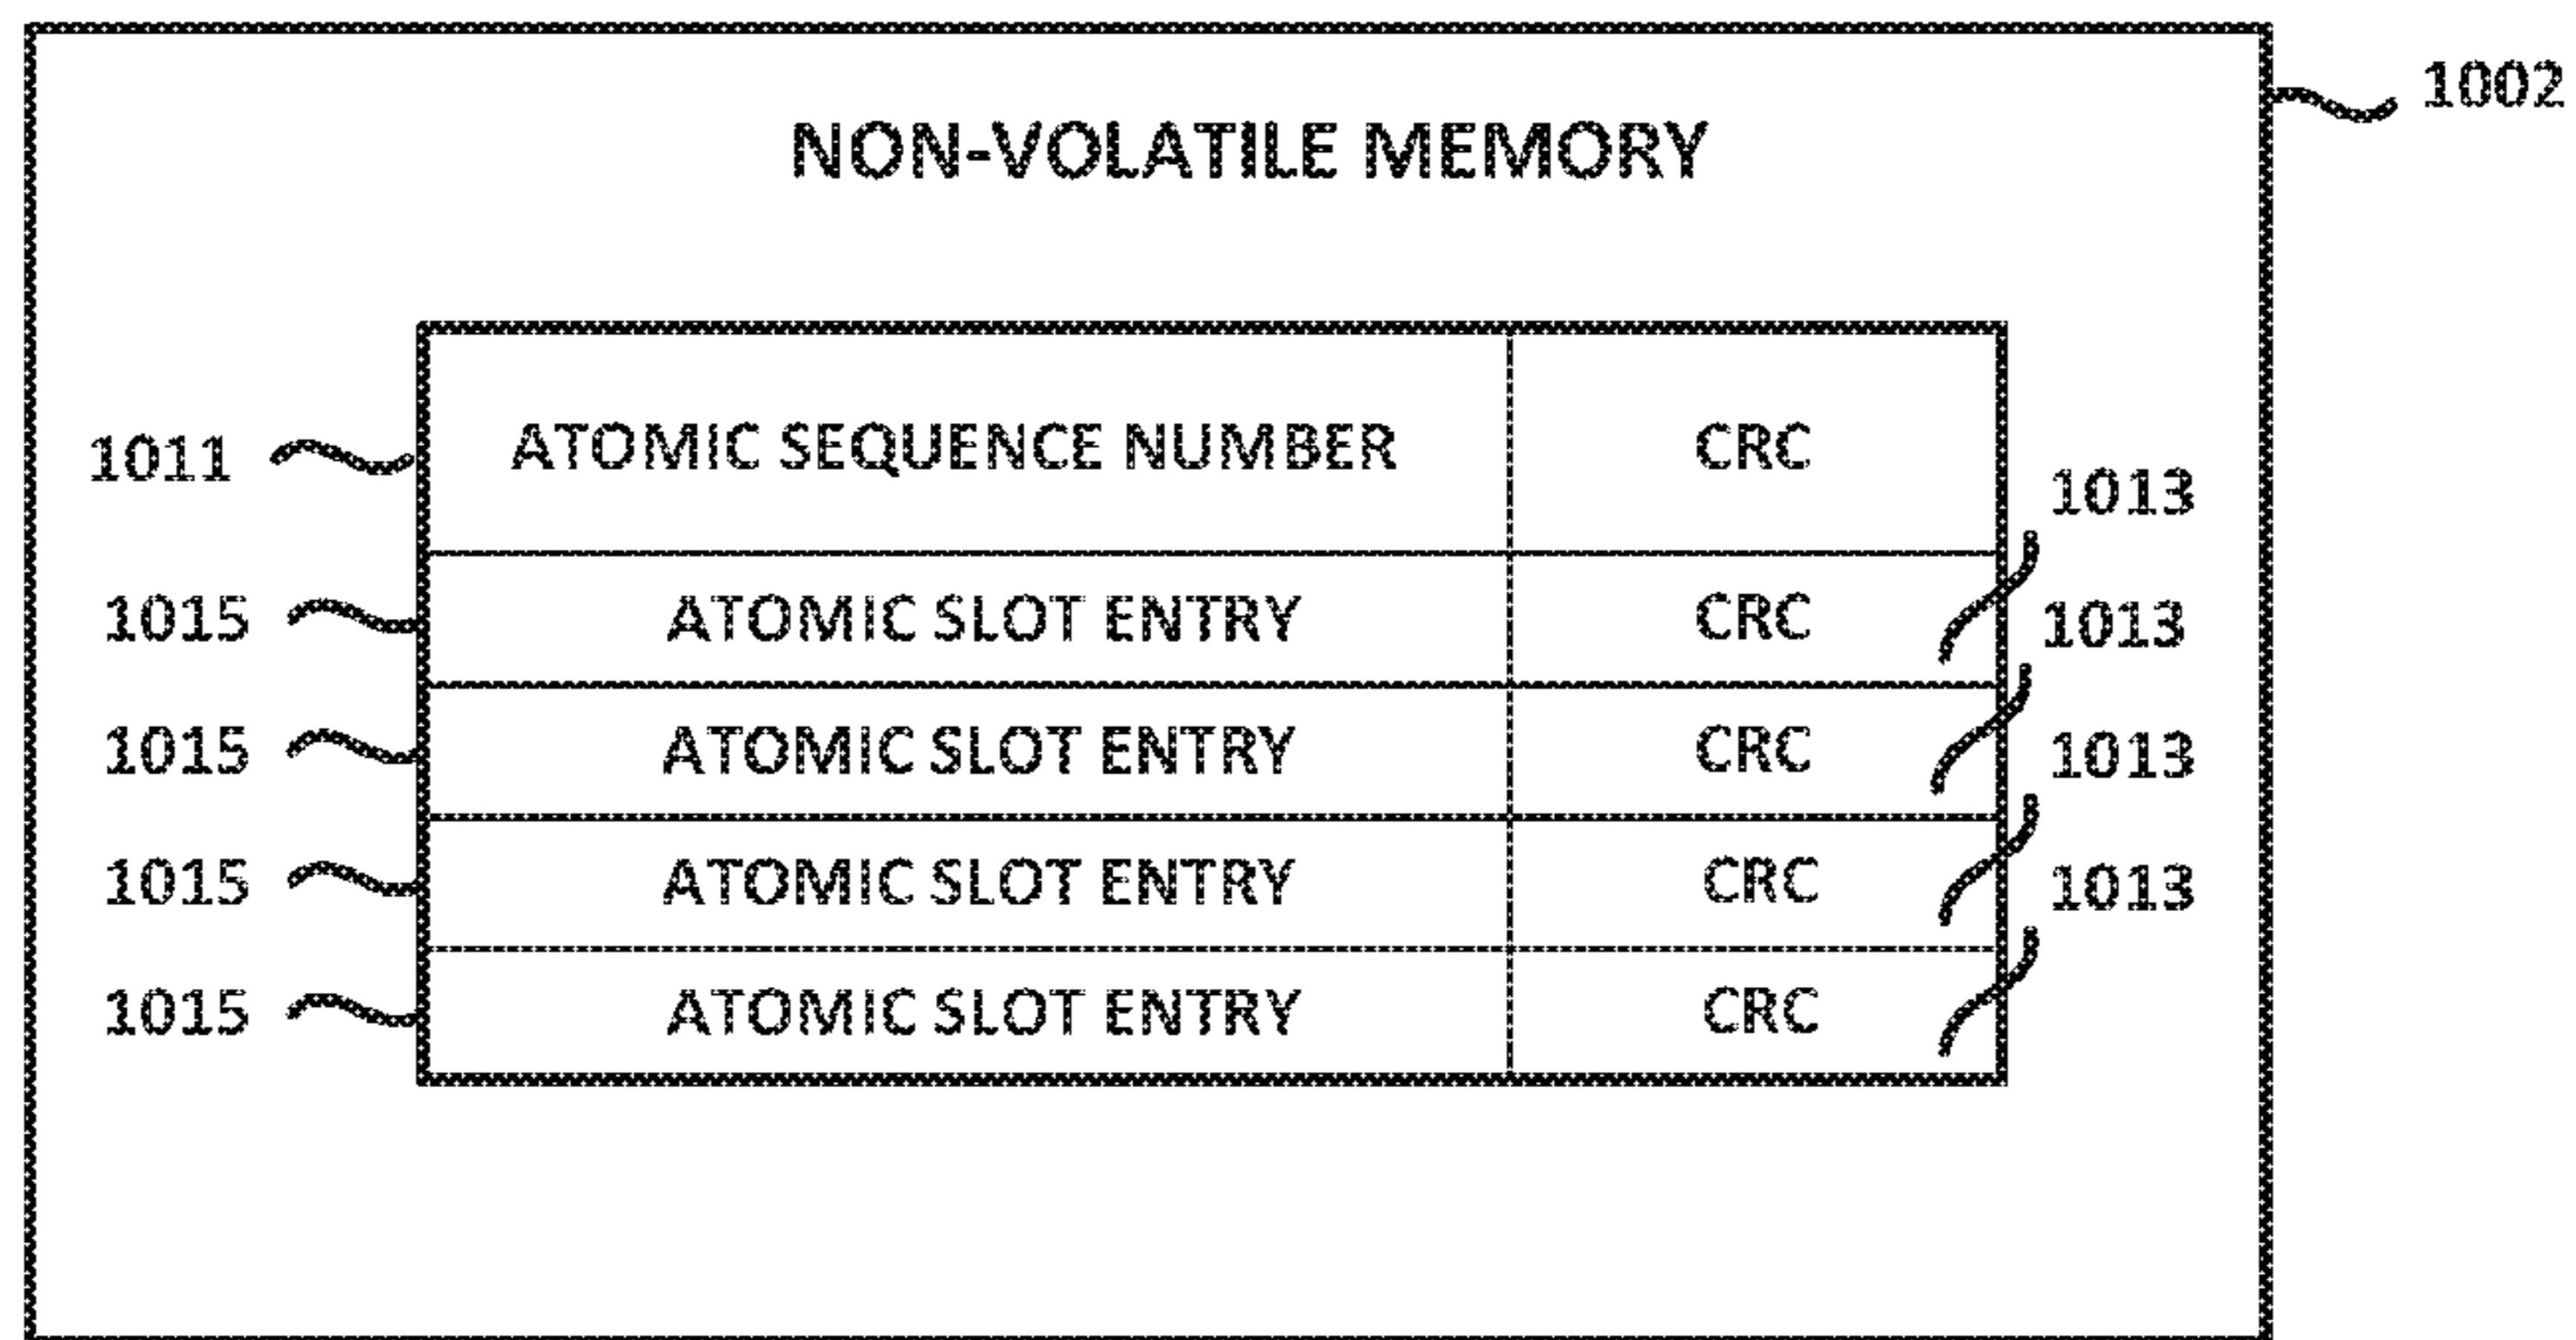 1002
NON-VOLATILE MEMORY
1011 ATOMIC SEQUENCE NUMBER CRC
1013
1015 ATOMIC SLOT ENTRY CRC 1013
1015 ATOMIC SLOT ENTRY CRC 1013
1015 ATOMIC SLOT ENTRY CRC 1013
1015 ATOMIC SLOT ENTRY CRC